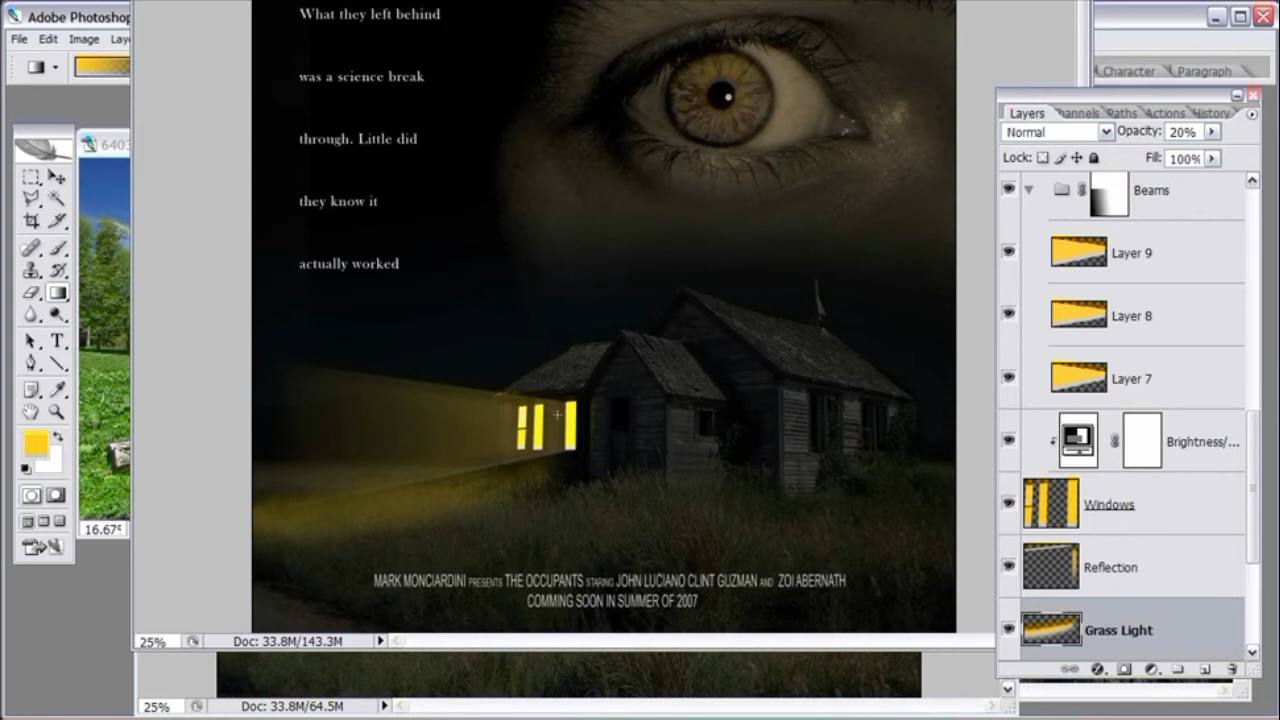 Adobe Photoshop
File Edit Image
Character Paragraph
Layers Channels Paths Actions History
Normal Opacity: 20%
Lock: Fill: 100%
Beams
Layer 9
Layer 8
Layer 7
Brightness/...
Windows
Reflection
Grass Light
What they left behind
was a science break
through. Little did
they know it
actually worked
MARK MONCIARDINI PRESENTS THE OCCUPANTS STARING JOHN LUCIANO CLINT GUZMAN AND ZOI ABERNATH
COMMING SOON IN SUMMER OF 2007
25% Doc: 33.8M/143.3M
25% Doc: 33.8M/64.5M
6403
16.67